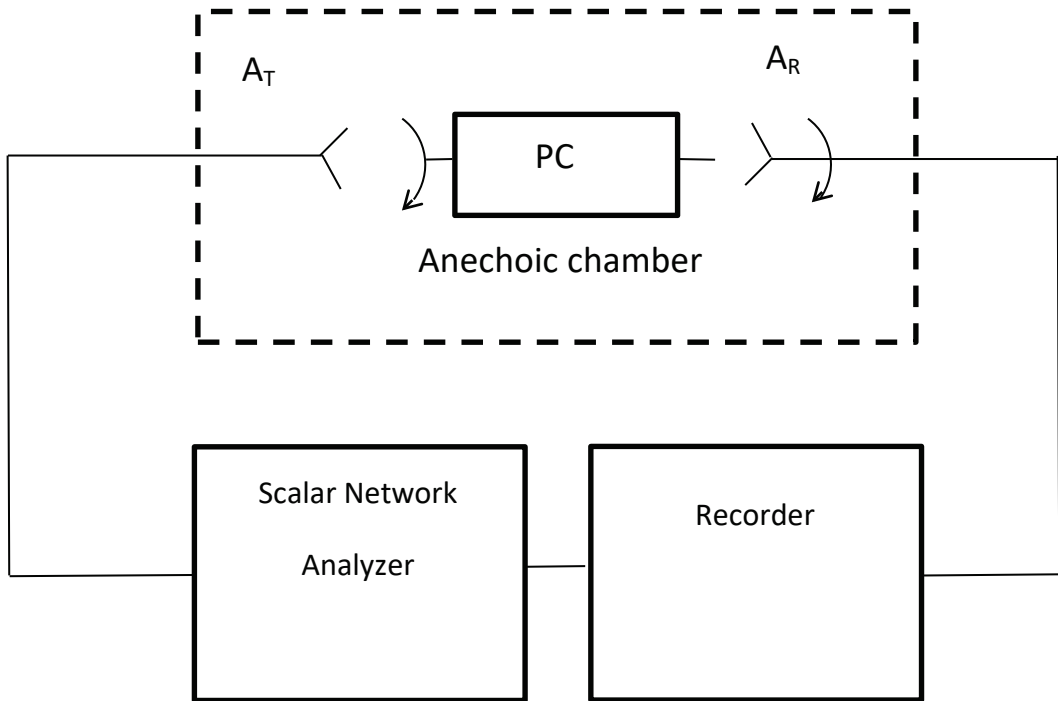 A_T
A_R
PC
Anechoic chamber
Scalar Network
Analyzer
Recorder